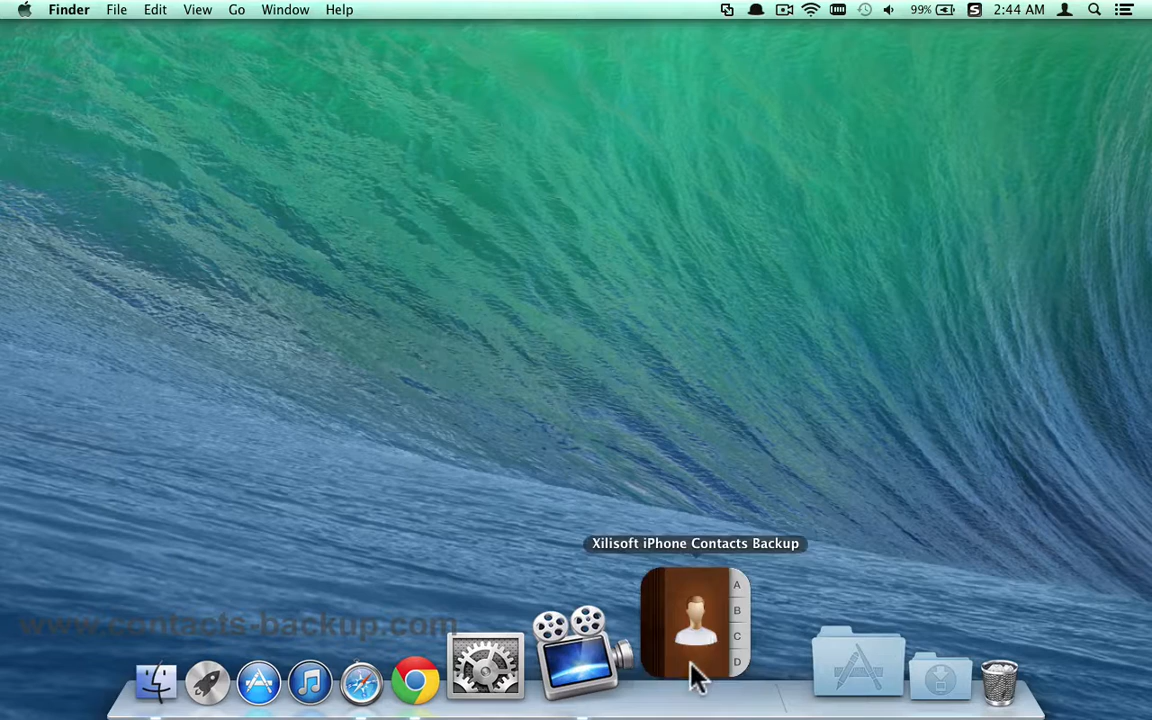 Finder File Edit View Go Window Help 99% S 2:44 AM
Xilisoft iPhone Contacts Backup
A
B
C
D
www.contacts-backup.com